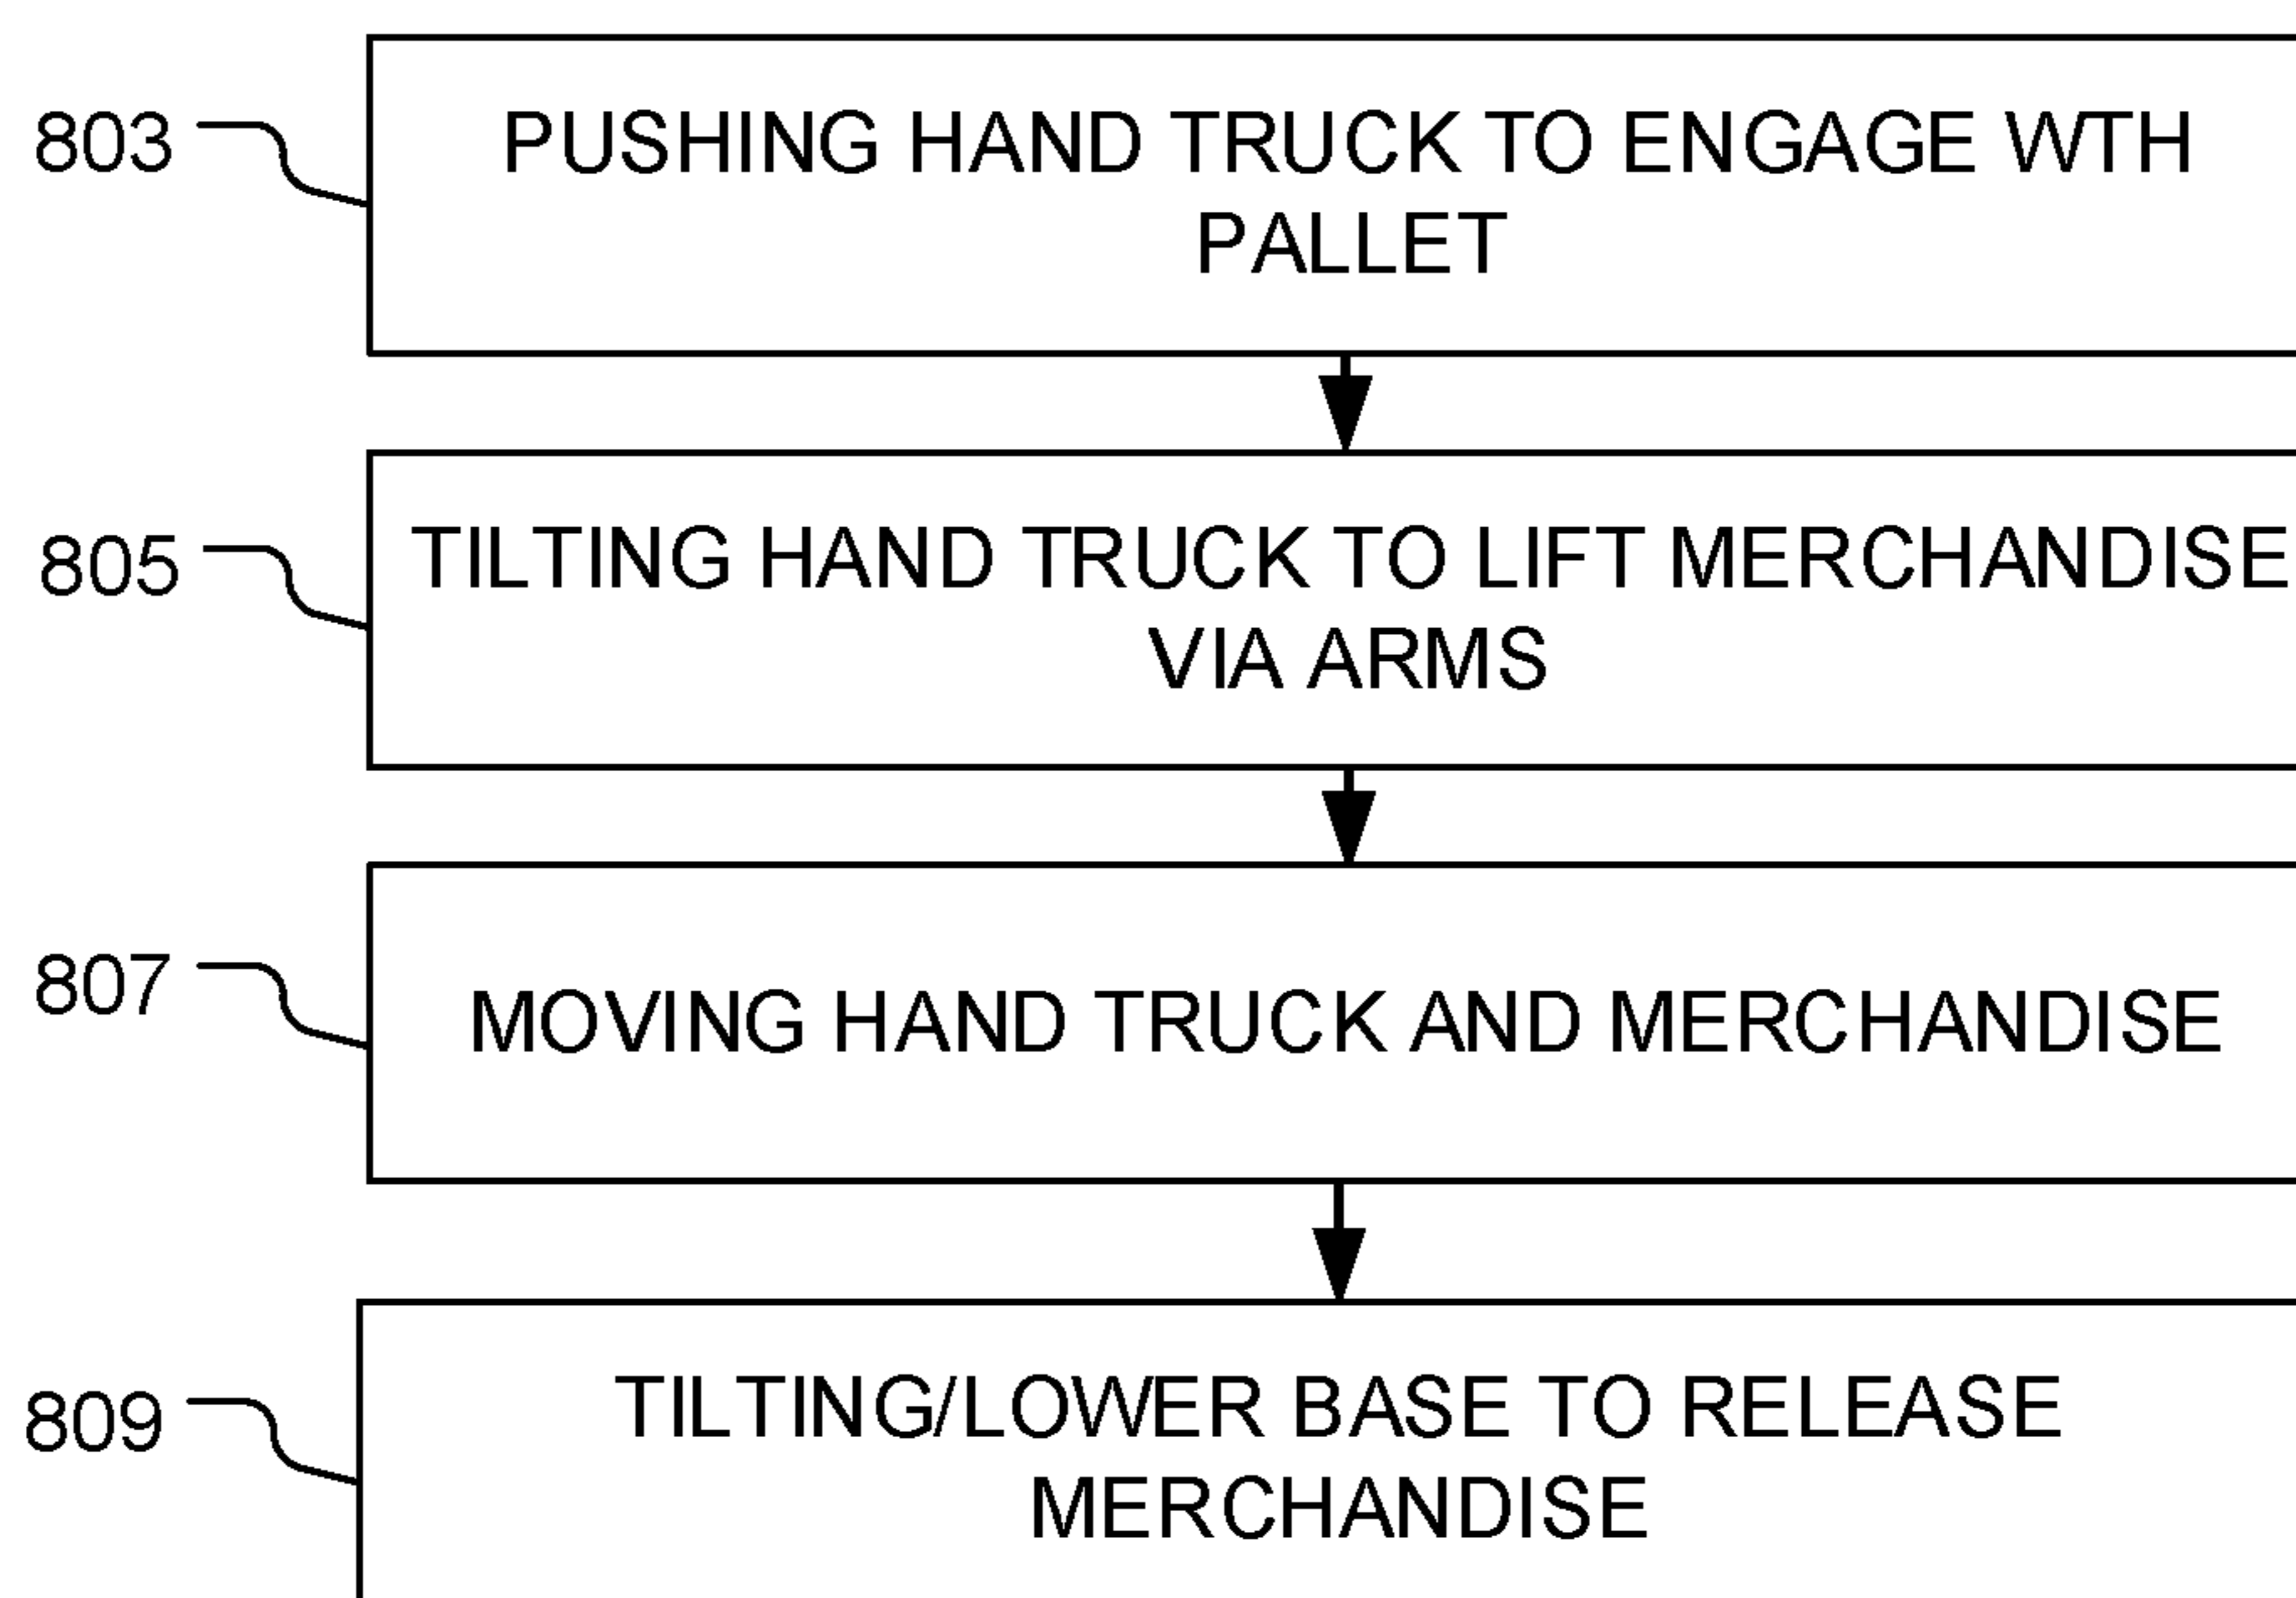 803
PUSHING HAND TRUCK TO ENGAGE WTH
PALLET
805
TILTING HAND TRUCK TO LIFT MERCHANDISE
VIA ARMS
807
MOVING HAND TRUCK AND MERCHANDISE
809
TILTING/LOWER BASE TO RELEASE
MERCHANDISE